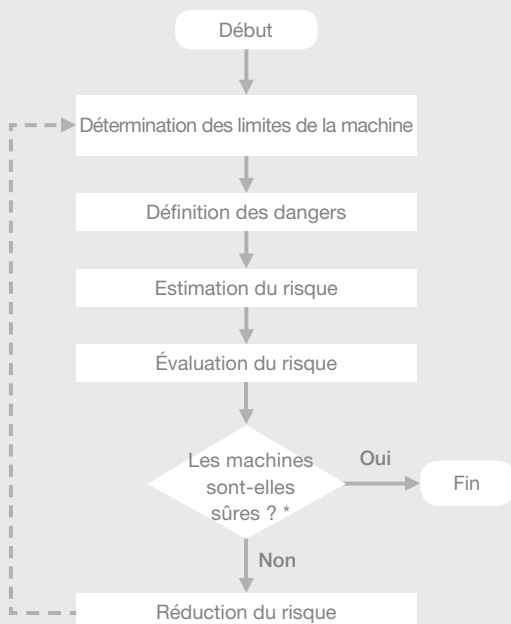 Début
Détermination des limites de la machine
Définition des dangers
Estimation du risque
Évaluation du risque
Les machines
sont-elles
sûres ? *
Oui
Fin
Non
Réduction du risque